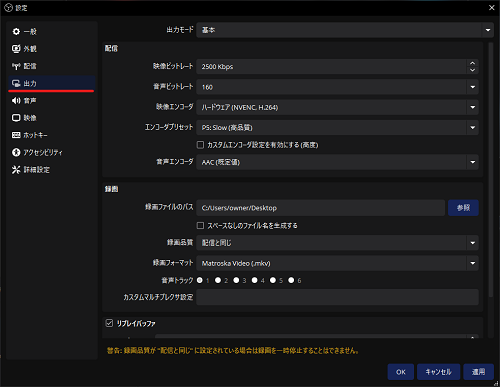 設定
一般
外観
配信
出力
音声
映像
ホットキー
アクセシビリティ
詳細設定
出力モード 基本
配信
映像ビットレート 2500 Kbps
音声ビットレート 160
映像エンコーダ ハードウェア (NVENC, H.264)
エンコーダプリセット P5: Slow (高品質)
カスタムエンコーダ設定を有効にする (高度)
音声エンコーダ AAC (既定値)
録画
録画ファイルのパス C:/Users/owner/Desktop 参照
スペースなしのファイル名を生成する
録画品質 配信と同じ
録画フォーマット Matroska Video (.mkv)
音声トラック 1 2 3 4 5 6
カスタムマルチプレクサ設定
リプレイバッファ
警告: 録画品質が "配信と同じ" に設定されている場合は録画を一時停止することはできません。
OK キャンセル 適用